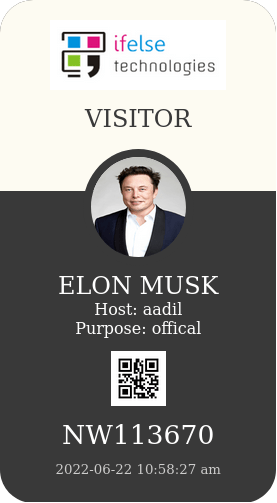 ifelse
technologies
VISITOR
ELON MUSK
Host: aadil
Purpose: offical
NW113670
2022-06-22 10:58:27 am